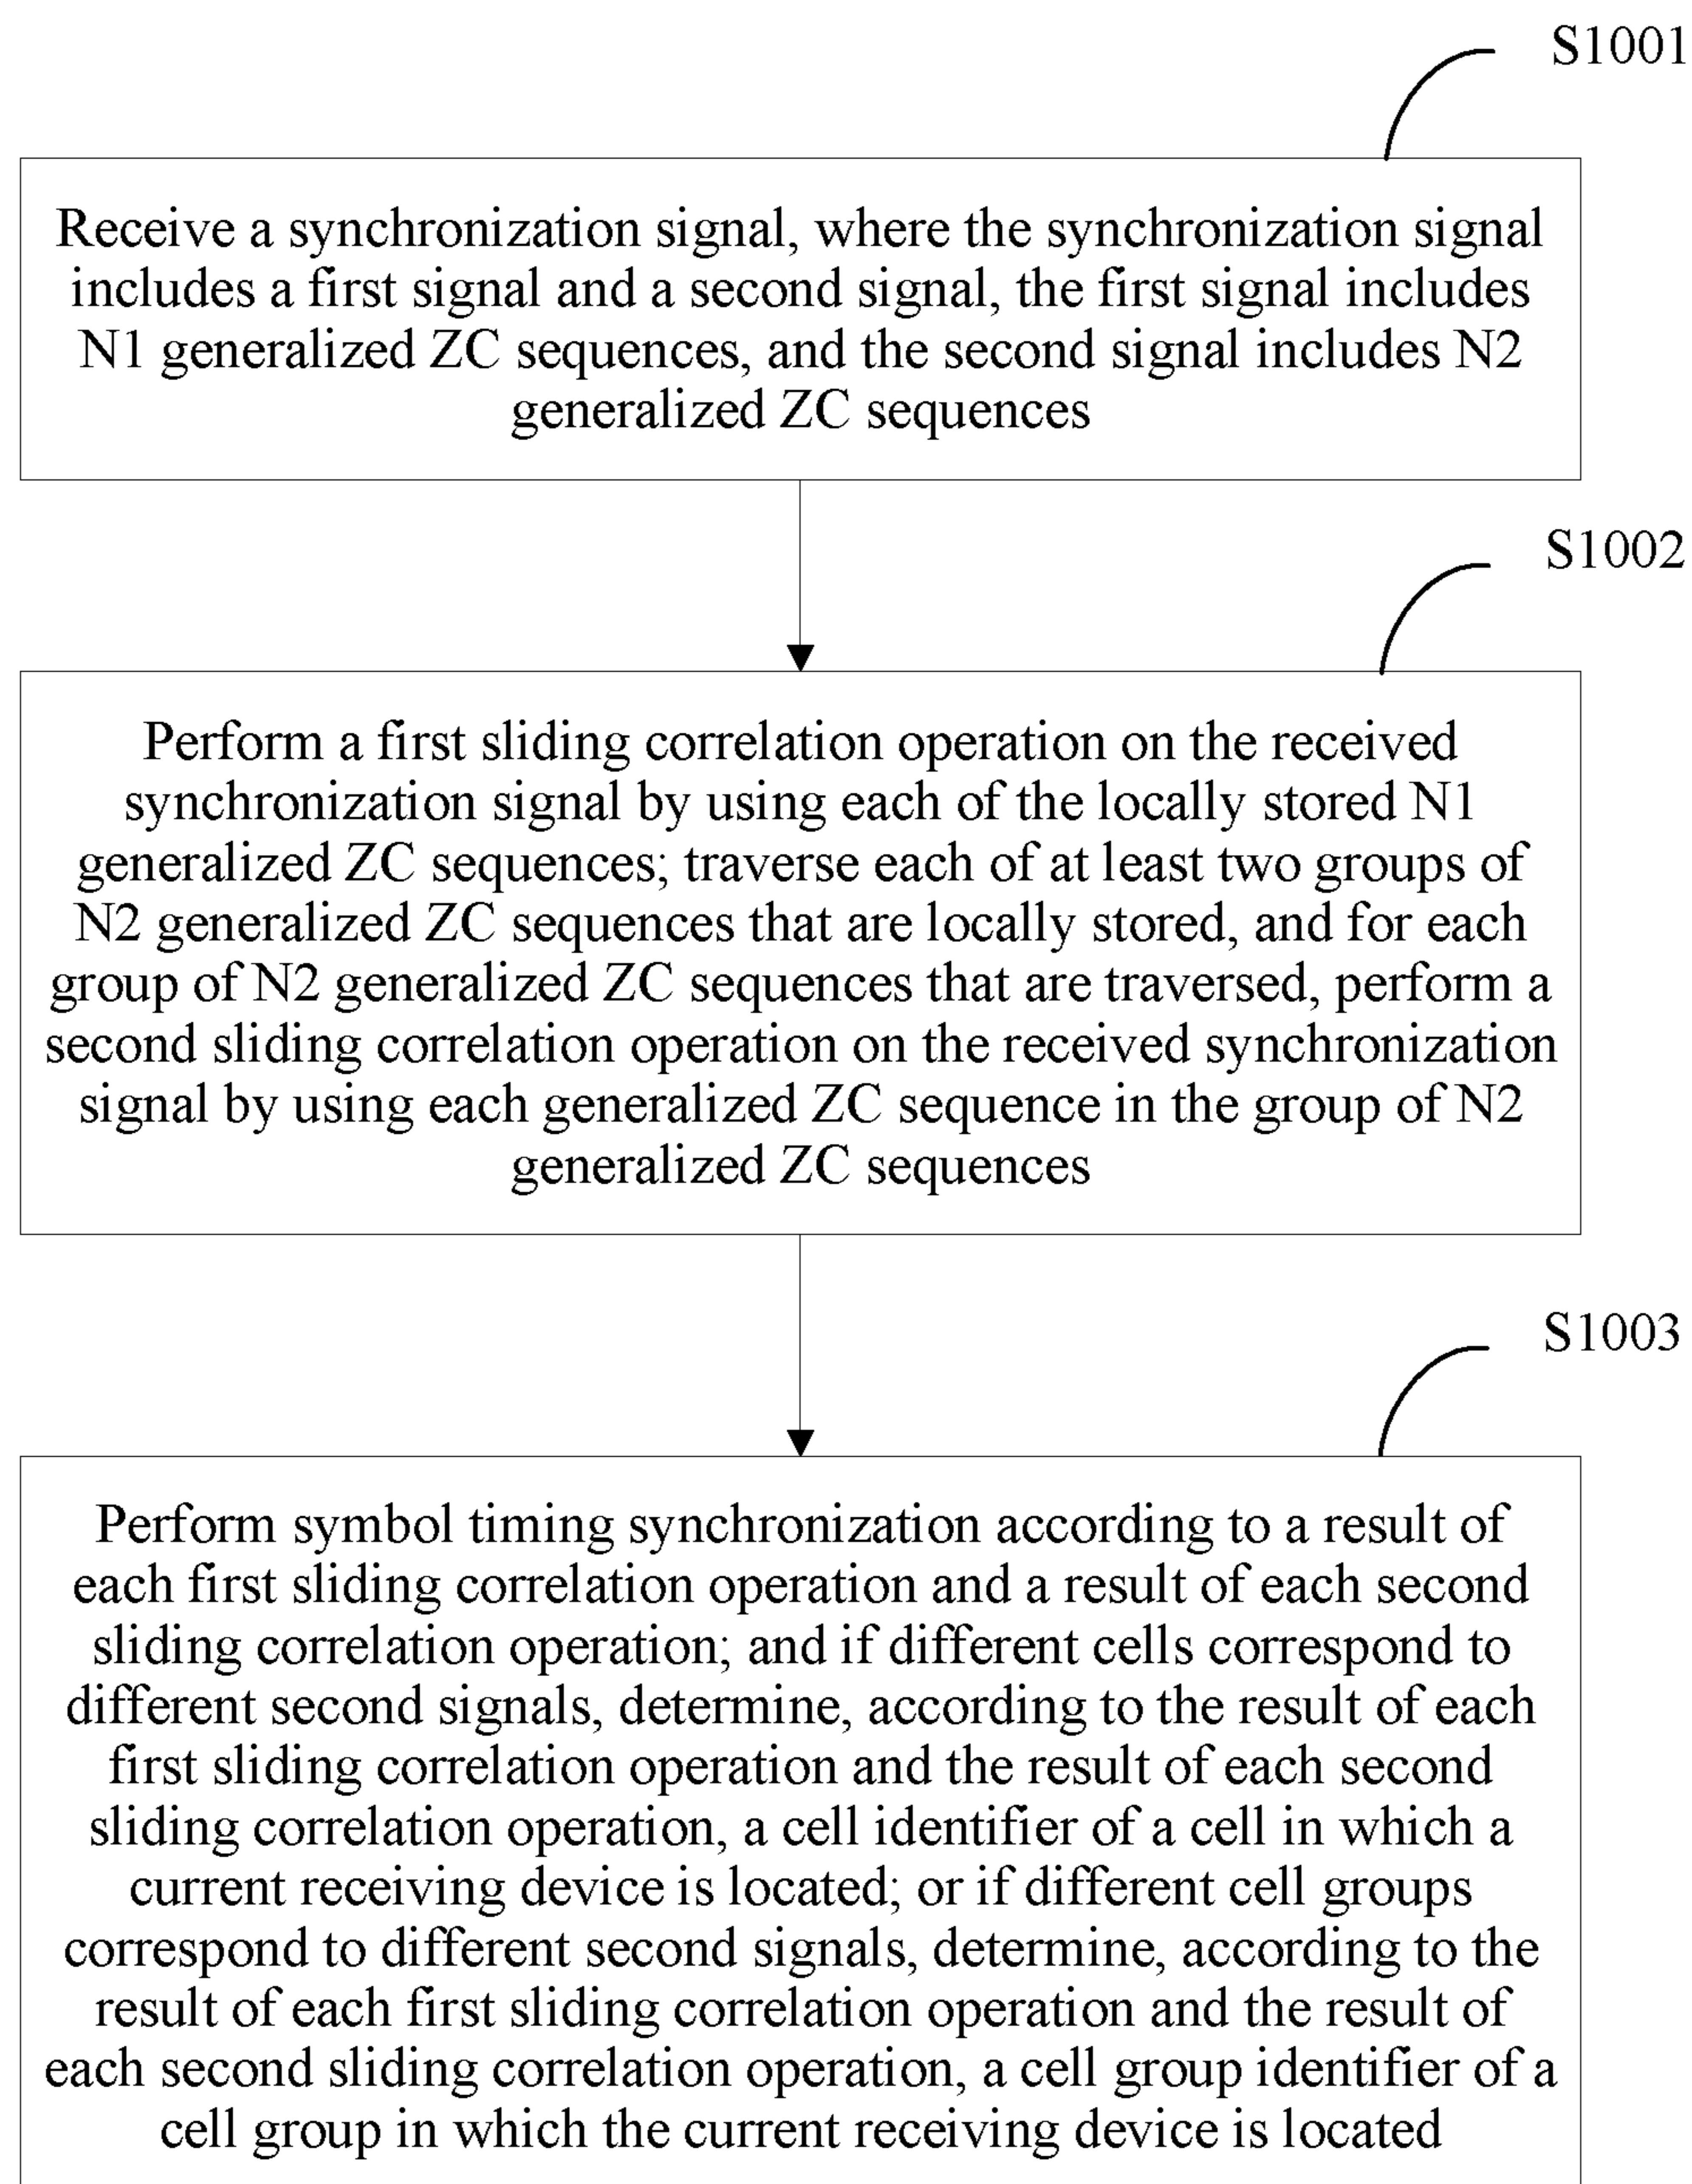 S1001
Receive a synchronization signal, where the synchronization signal
includes a first signal and a second signal, the first signal includes
N1 generalized ZC sequences, and the second signal includes N2
generalized ZC sequences
S1002
Perform a first sliding correlation operation on the received
synchronization signal by using each of the locally stored N1
generalized ZC sequences; traverse each of at least two groups of
N2 generalized ZC sequences that are locally stored, and for each
group of N2 generalized ZC sequences that are traversed, perform a
second sliding correlation operation on the received synchronization
signal by using each generalized ZC sequence in the group of N2
generalized ZC sequences
S1003
Perform symbol timing synchronization according to a result of
each first sliding correlation operation and a result of each second
sliding correlation operation; and if different cells correspond to
different second signals, determine, according to the result of each
first sliding correlation operation and the result of each second
sliding correlation operation, a cell identifier of a cell in which a
current receiving device is located; or if different cell groups
correspond to different second signals, determine, according to the
result of each first sliding correlation operation and the result of
each second sliding correlation operation, a cell group identifier of a
cell group in which the current receiving device is located